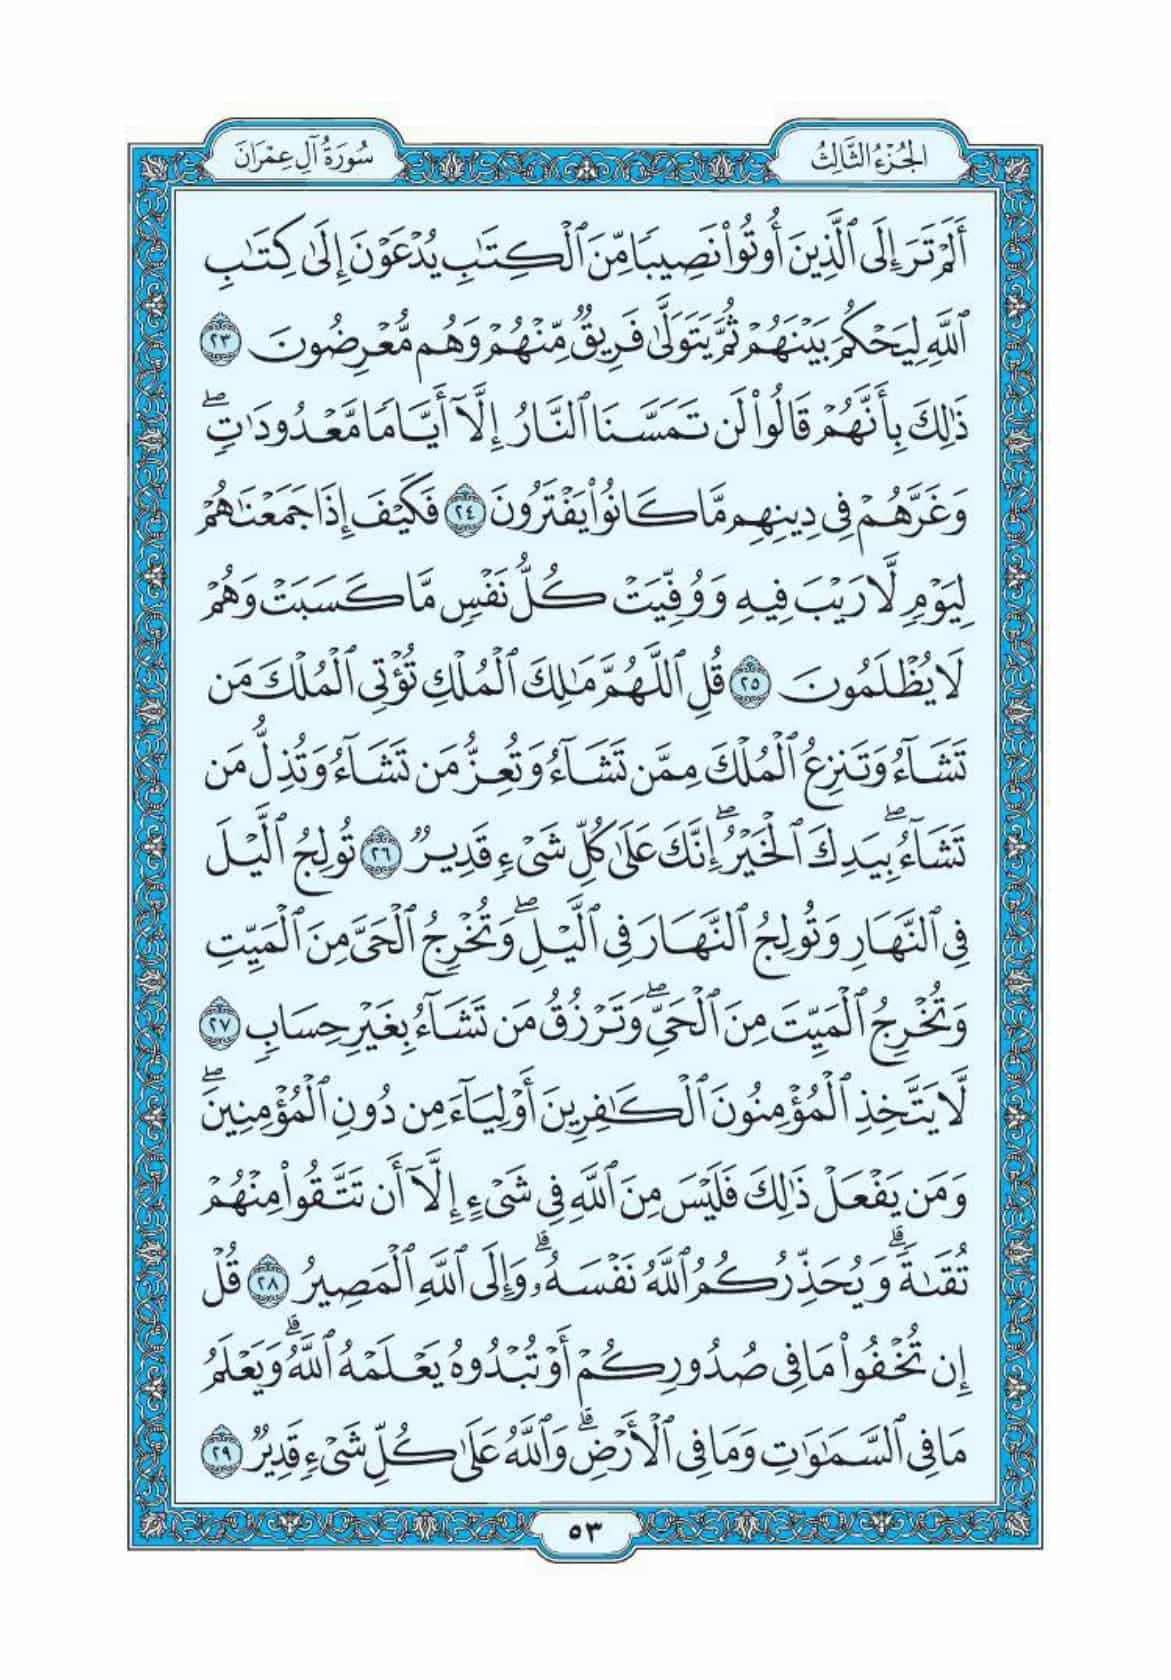 الجُزْءُ الثَّالِثُ
سُورَةُ آلِ عِمْرَانَ
أَلَمْ تَرَ إِلَى ٱلَّذِينَ أُوتُوا۟ نَصِيبًا مِّنَ ٱلْكِتَٰبِ يُدْعَوْنَ إِلَىٰ كِتَٰبِ
ٱللَّهِ لِيَحْكُمَ بَيْنَهُمْ ثُمَّ يَتَوَلَّىٰ فَرِيقٌ مِّنْهُمْ وَهُم مُّعْرِضُونَ ٢٣
ذَٰلِكَ بِأَنَّهُمْ قَالُوا۟ لَن تَمَسَّنَا ٱلنَّارُ إِلَّآ أَيَّامًا مَّعْدُودَٰتٍ ۖ
وَغَرَّهُمْ فِى دِينِهِم مَّا كَانُوا۟ يَفْتَرُونَ ٢٤ فَكَيْفَ إِذَا جَمَعْنَٰهُمْ
لِيَوْمٍ لَّا رَيْبَ فِيهِ وَوُفِّيَتْ كُلُّ نَفْسٍ مَّا كَسَبَتْ وَهُمْ
لَا يُظْلَمُونَ ٢٥ قُلِ ٱللَّهُمَّ مَٰلِكَ ٱلْمُلْكِ تُؤْتِى ٱلْمُلْكَ مَن
تَشَآءُ وَتَنزِعُ ٱلْمُلْكَ مِمَّن تَشَآءُ وَتُعِزُّ مَن تَشَآءُ وَتُذِلُّ مَن
تَشَآءُ ۖ بِيَدِكَ ٱلْخَيْرُ ۖ إِنَّكَ عَلَىٰ كُلِّ شَىْءٍ قَدِيرٌ ٢٦ تُولِجُ ٱلَّيْلَ
فِى ٱلنَّهَارِ وَتُولِجُ ٱلنَّهَارَ فِى ٱلَّيْلِ ۖ وَتُخْرِجُ ٱلْحَىَّ مِنَ ٱلْمَيِّتِ
وَتُخْرِجُ ٱلْمَيِّتَ مِنَ ٱلْحَىِّ ۖ وَتَرْزُقُ مَن تَشَآءُ بِغَيْرِ حِسَابٍ ٢٧
لَّا يَتَّخِذِ ٱلْمُؤْمِنُونَ ٱلْكَٰفِرِينَ أَوْلِيَآءَ مِن دُونِ ٱلْمُؤْمِنِينَ ۖ
وَمَن يَفْعَلْ ذَٰلِكَ فَلَيْسَ مِنَ ٱللَّهِ فِى شَىْءٍ إِلَّآ أَن تَتَّقُوا۟ مِنْهُمْ
تُقَىٰةً ۗ وَيُحَذِّرُكُمُ ٱللَّهُ نَفْسَهُۥ ۗ وَإِلَى ٱللَّهِ ٱلْمَصِيرُ ٢٨ قُلْ
إِن تُخْفُوا۟ مَا فِى صُدُورِكُمْ أَوْ تُبْدُوهُ يَعْلَمْهُ ٱللَّهُ ۗ وَيَعْلَمُ
مَا فِى ٱلسَّمَٰوَٰتِ وَمَا فِى ٱلْأَرْضِ ۗ وَٱللَّهُ عَلَىٰ كُلِّ شَىْءٍ قَدِيرٌ ٢٩
٥٣